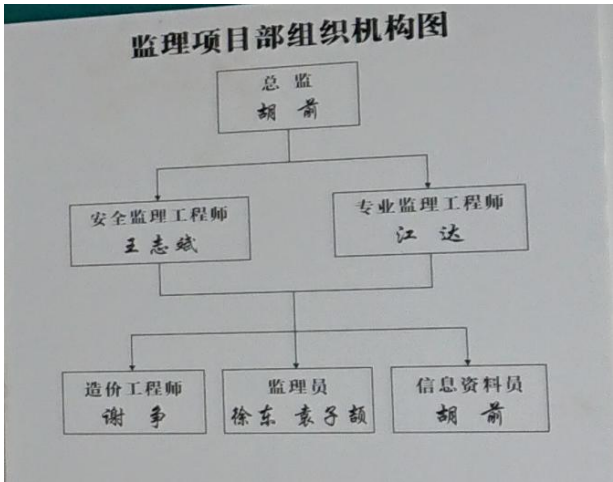 监理项目部组织机构图
总 监
胡 前
安全监理工程师
王志斌
专业监理工程师
江 达
造价工程师
谢 争
监理员
徐东 袁子颉
信息资料员
胡 前